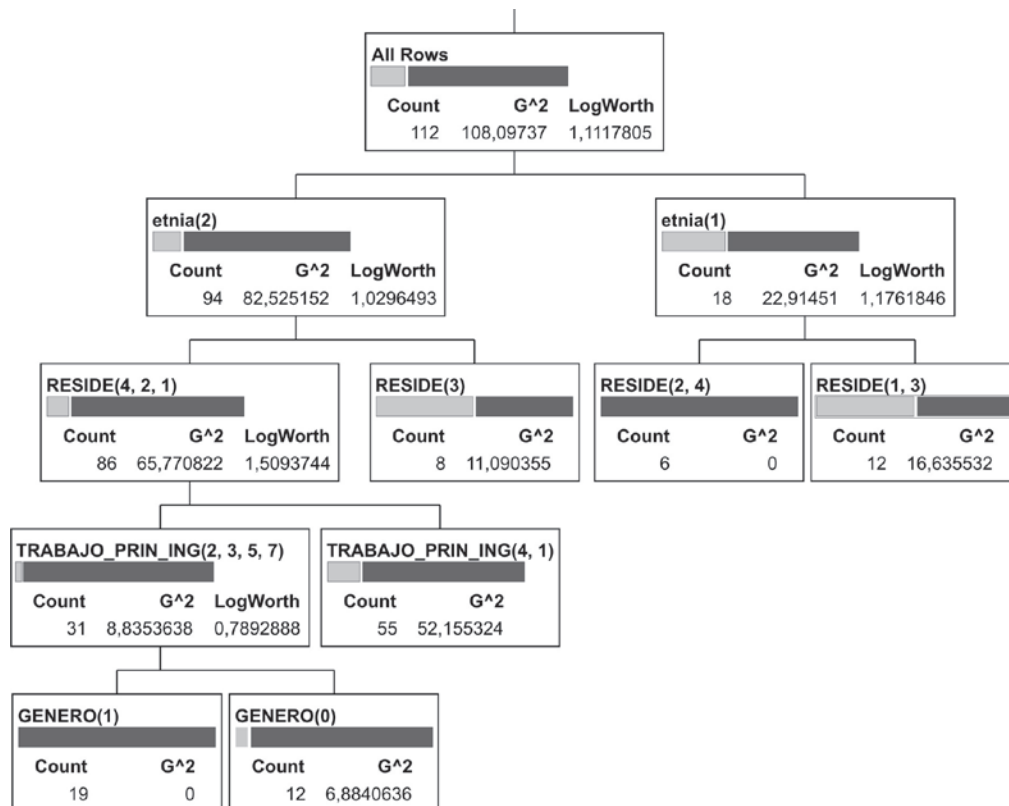 All Rows
Count G^2 LogWorth
112 108,09737 1,1117805
etnia(2)
Count G^2 LogWorth
94 82,525152 1,0296493
etnia(1)
Count G^2 LogWorth
18 22,91451 1,1761846
RESIDE(4, 2, 1)
Count G^2 LogWorth
86 65,770822 1,5093744
RESIDE(3)
Count G^2
8 11,090355
RESIDE(2, 4)
Count G^2
6 0
RESIDE(1, 3)
Count G^2
12 16,635532
TRABAJO_PRIN_ING(2, 3, 5, 7)
Count G^2 LogWorth
31 8,8353638 0,7892888
TRABAJO_PRIN_ING(4, 1)
Count G^2
55 52,155324
GENERO(1)
Count G^2
19 0
GENERO(0)
Count G^2
12 6,8840636